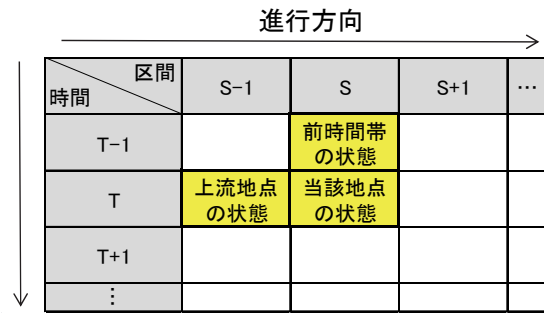 進行方向
区間
時間
S-1
S
S+1
…
T-1
前時間帯
の状態
T
上流地点
の状態
当該地点
の状態
T+1
⋮